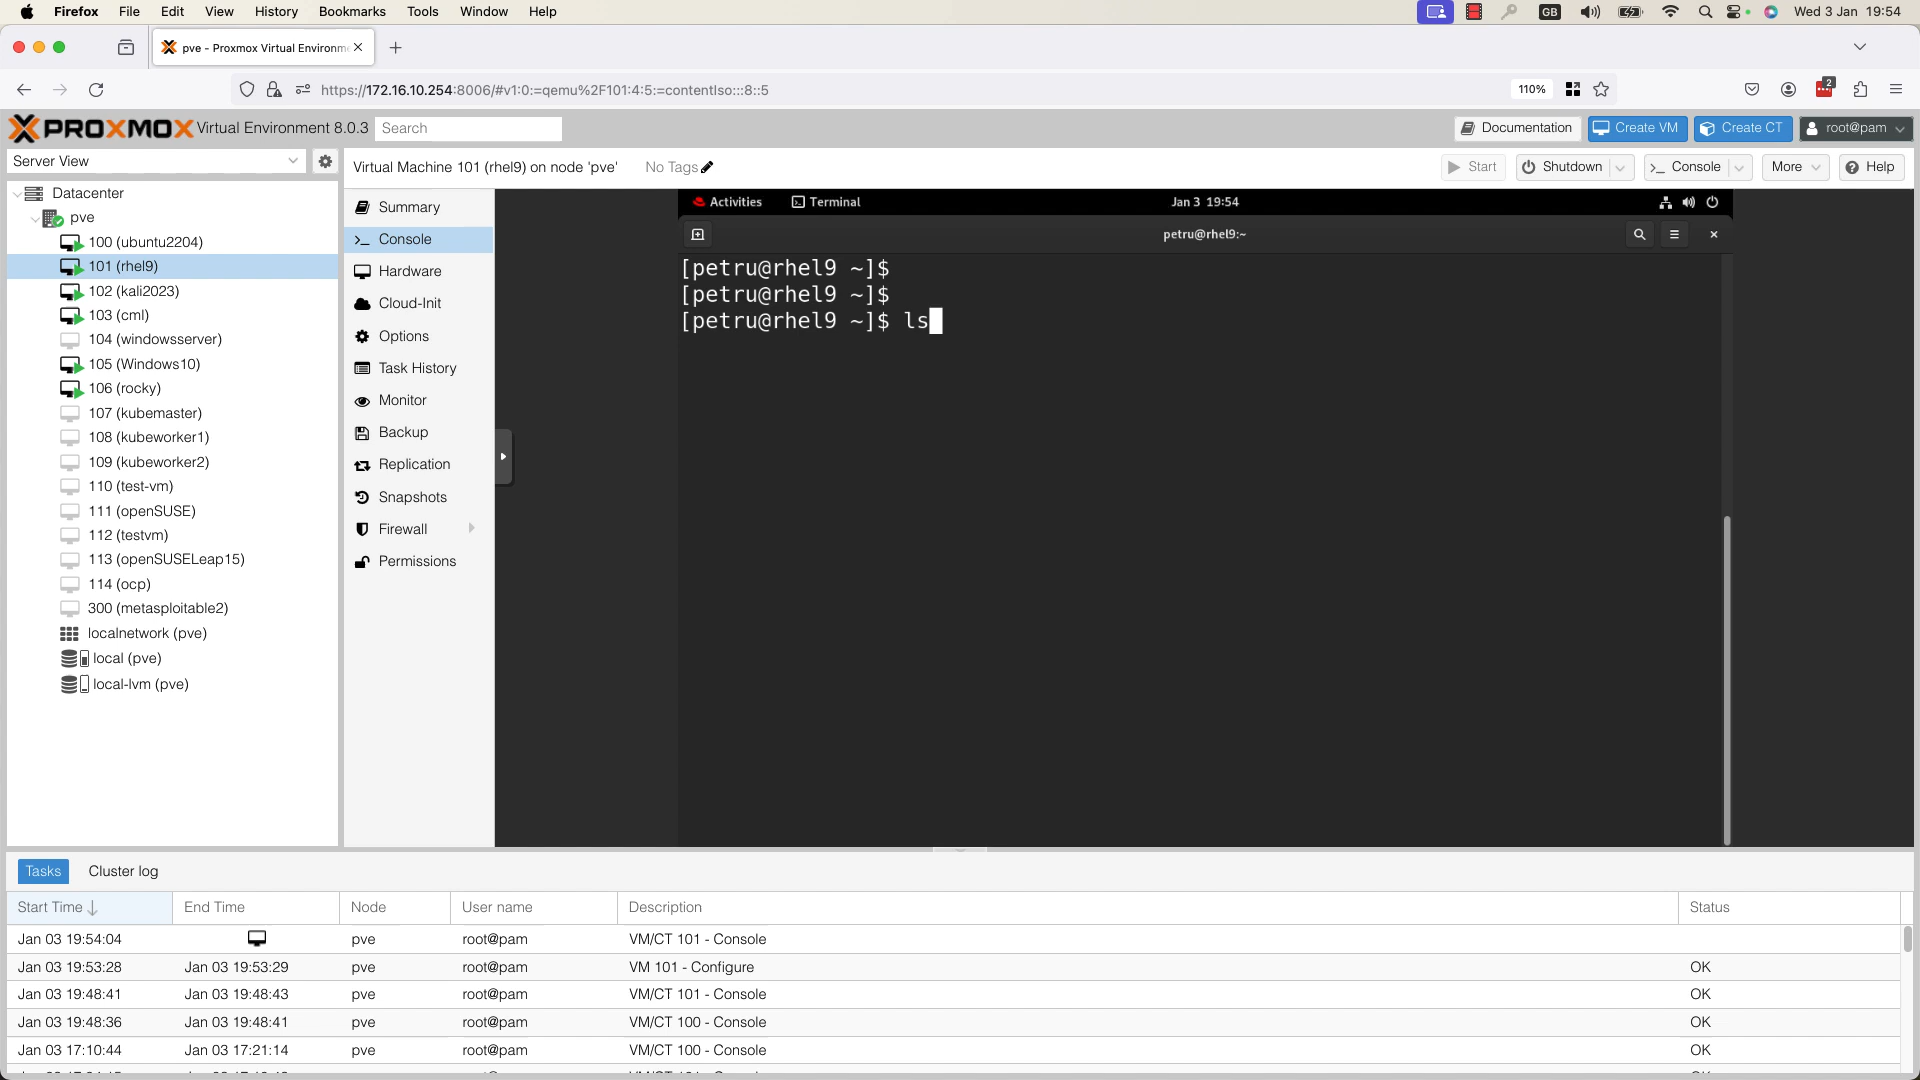 Firefox File Edit View History Bookmarks Tools Window Help GB Wed 3 Jan 19:54
pve - Proxmox Virtual Environm
https://172.16.10.254:8006/#v1:0:=qemu%2F101:4:5:=contentIso:::8::5 110% 2
PROXMOX Virtual Environment 8.0.3 Search Documentation Create VM Create CT root@pam
Server View
Virtual Machine 101 (rhel9) on node 'pve' No Tags Start Shutdown Console More Help
Datacenter
pve
100 (ubuntu2204)
101 (rhel9)
102 (kali2023)
103 (cml)
104 (windowsserver)
105 (Windows10)
106 (rocky)
107 (kubemaster)
108 (kubeworker1)
109 (kubeworker2)
110 (test-vm)
111 (openSUSE)
112 (testvm)
113 (openSUSELeap15)
114 (ocp)
300 (metasploitable2)
localnetwork (pve)
local (pve)
local-lvm (pve)
Summary
Console
Hardware
Cloud-Init
Options
Task History
Monitor
Backup
Replication
Snapshots
Firewall
Permissions
Activities Terminal Jan 3 19:54
petru@rhel9:~
[petru@rhel9 ~]$
[petru@rhel9 ~]$
[petru@rhel9 ~]$ ls
Tasks Cluster log
Start Time End Time Node User name Description Status
Jan 03 19:54:04 pve root@pam VM/CT 101 - Console
Jan 03 19:53:28 Jan 03 19:53:29 pve root@pam VM 101 - Configure OK
Jan 03 19:48:41 Jan 03 19:48:43 pve root@pam VM/CT 101 - Console OK
Jan 03 19:48:36 Jan 03 19:48:41 pve root@pam VM/CT 100 - Console OK
Jan 03 17:10:44 Jan 03 17:21:14 pve root@pam VM/CT 100 - Console OK